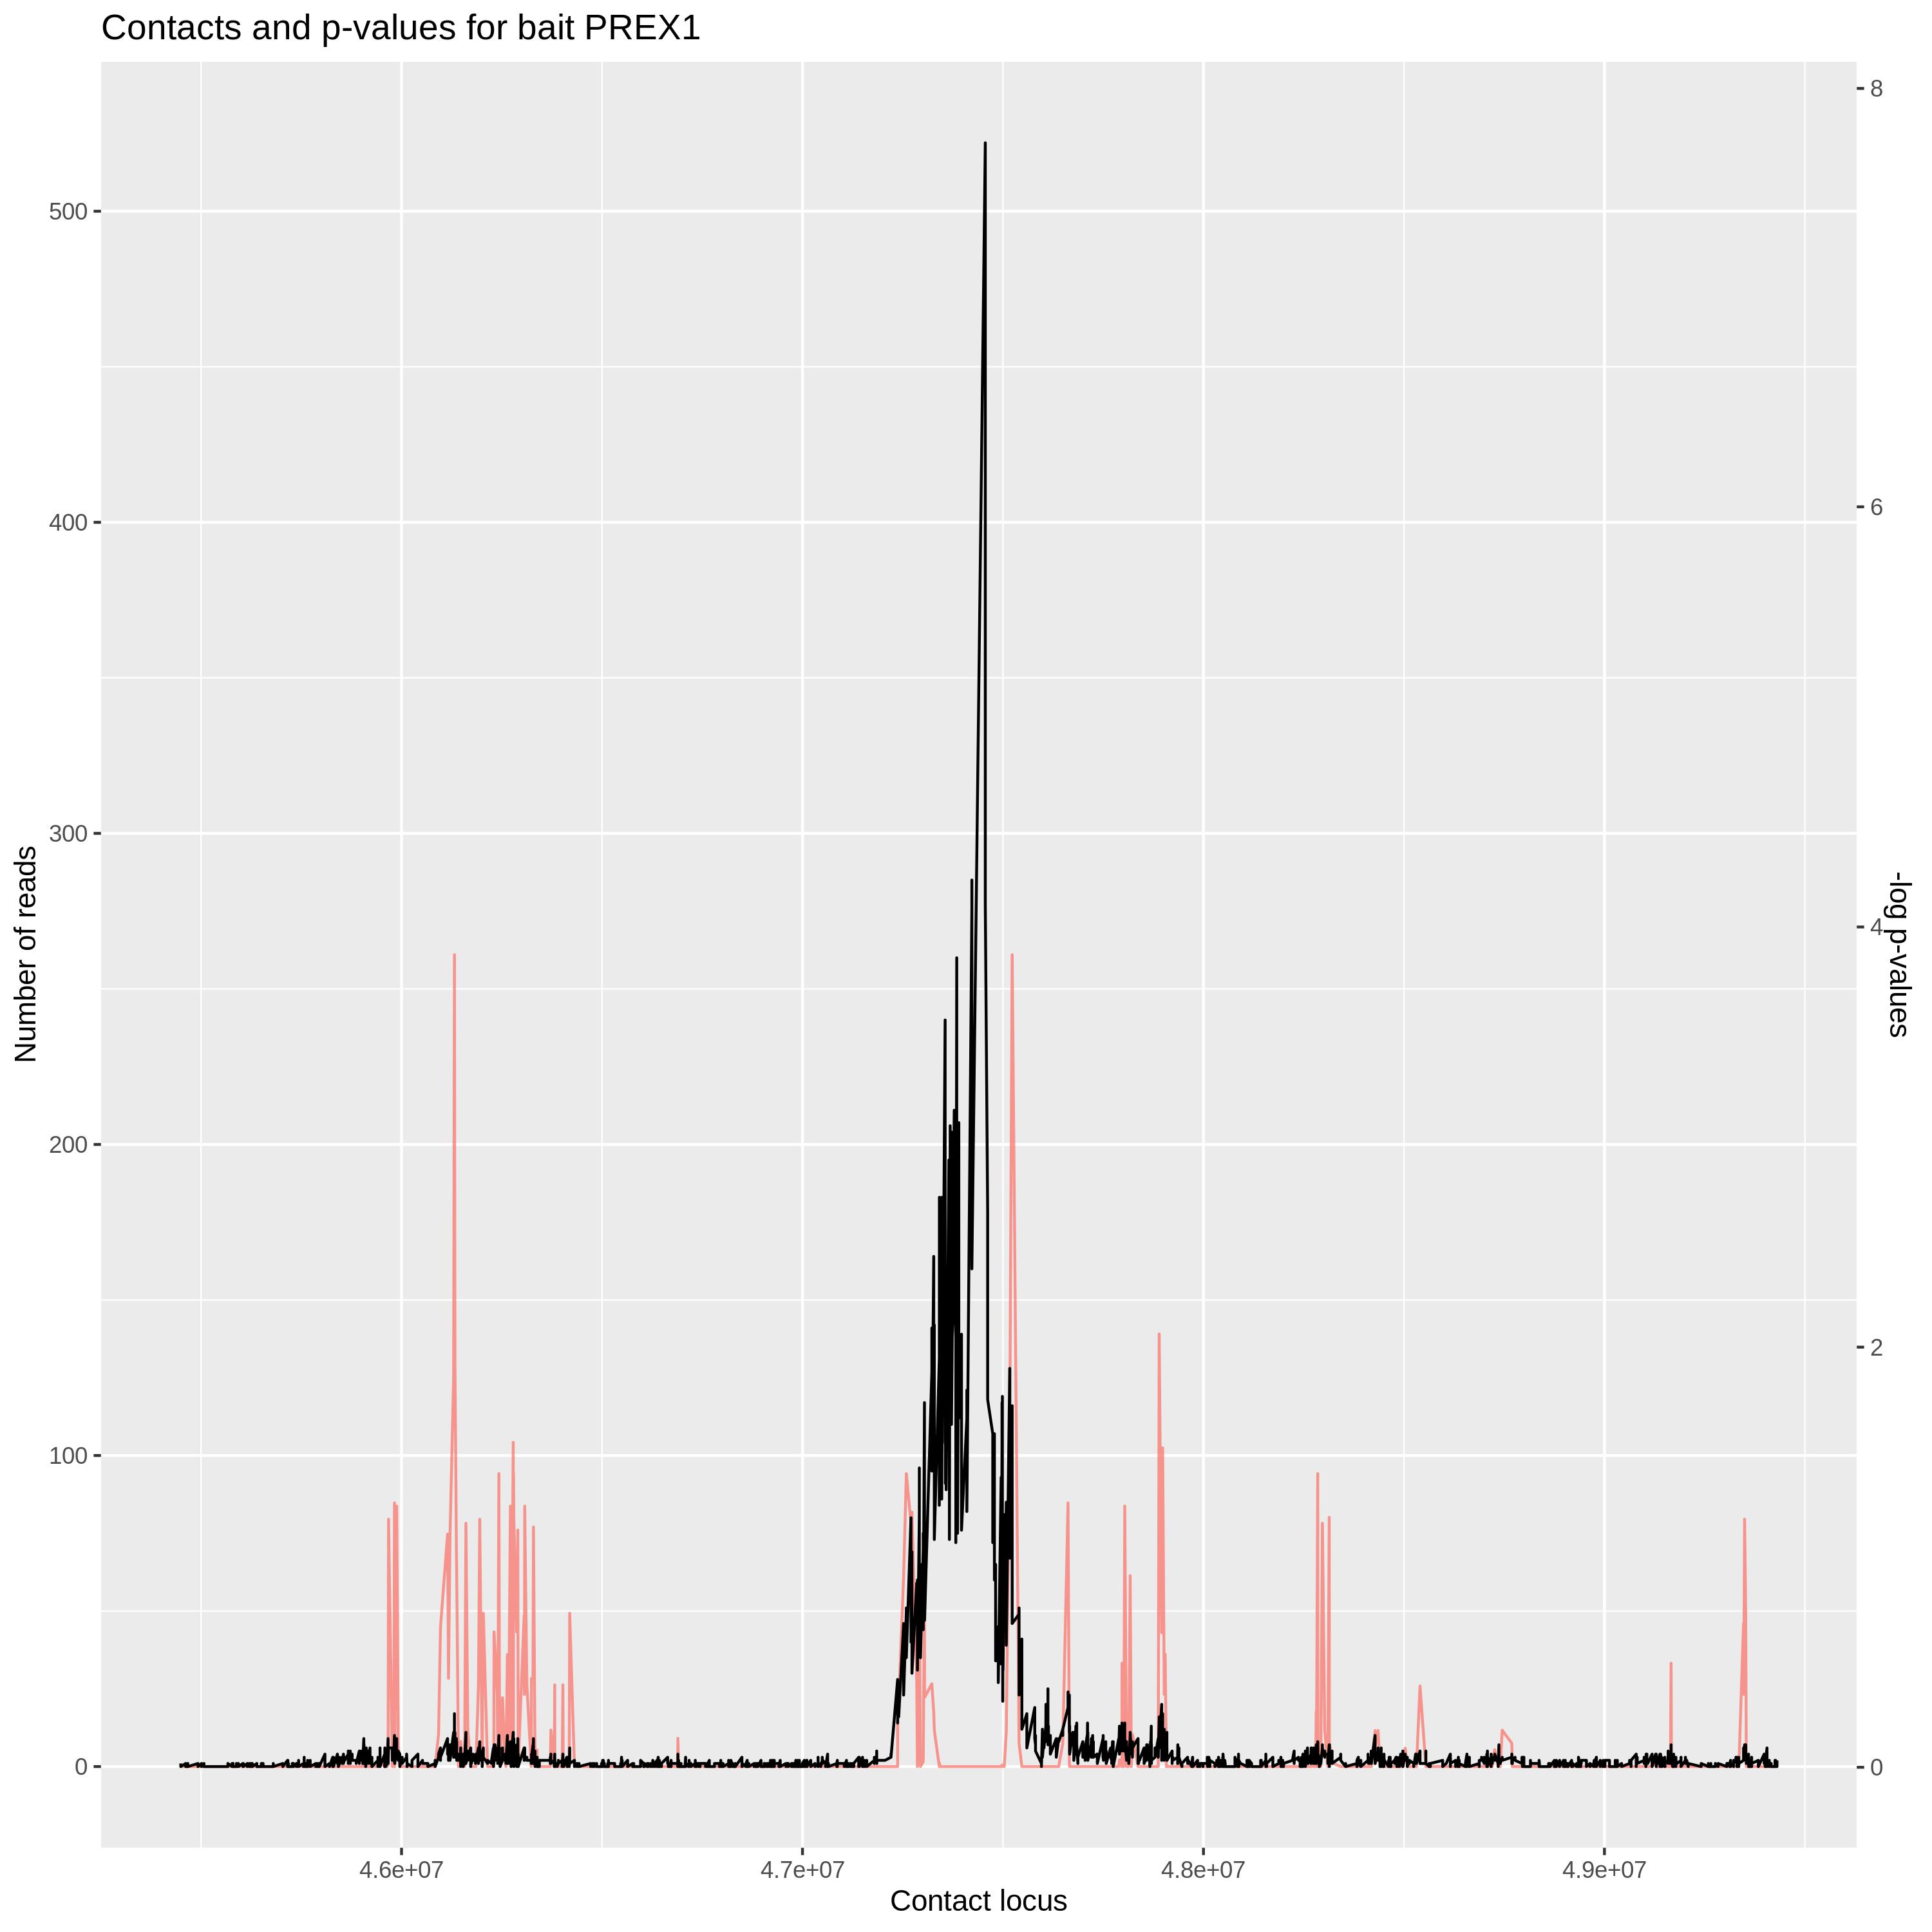 Contacts and p-values for bait PREX1
Number of reads
500
400
300
200
100
0
8
6
4
2
0
-log p-values
4.6e+07
4.7e+07
4.8e+07
4.9e+07
Contact locus